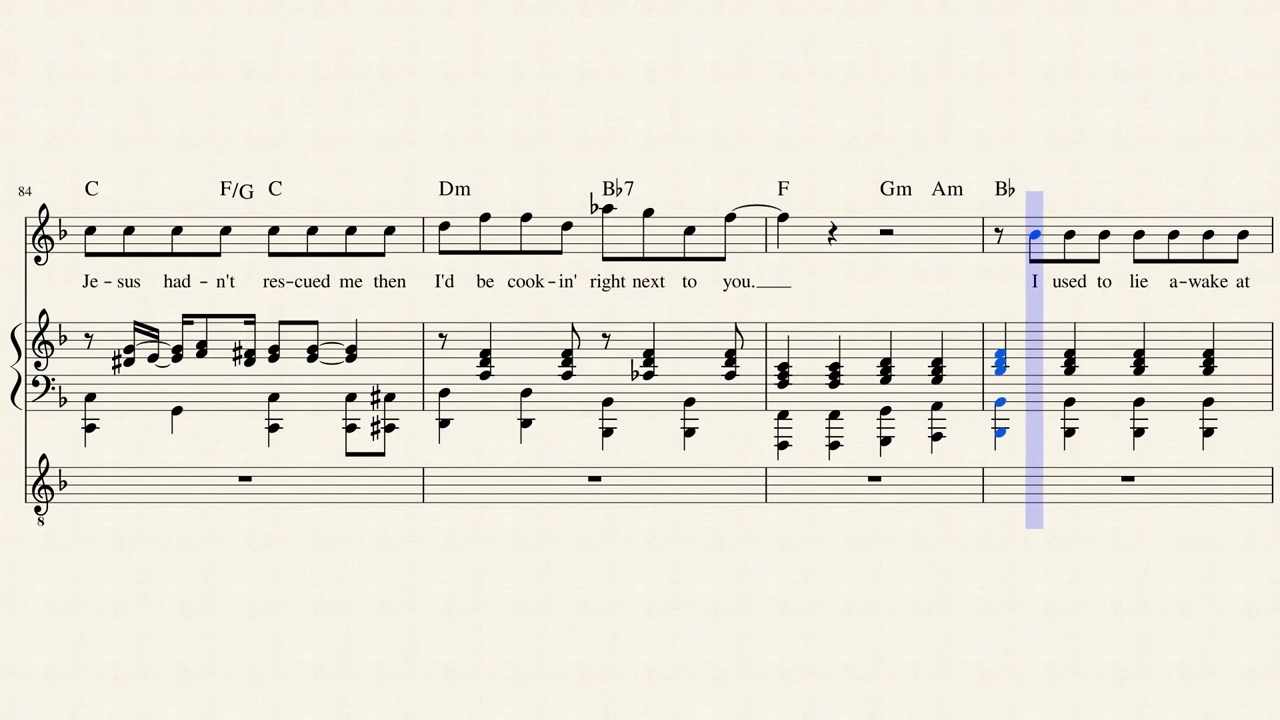 84 C F/G C Dm B♭7 F Gm Am B♭
Je – sus had – n't res – cued me then I'd be cook – in' right next to you. I used to lie a – wake at
8